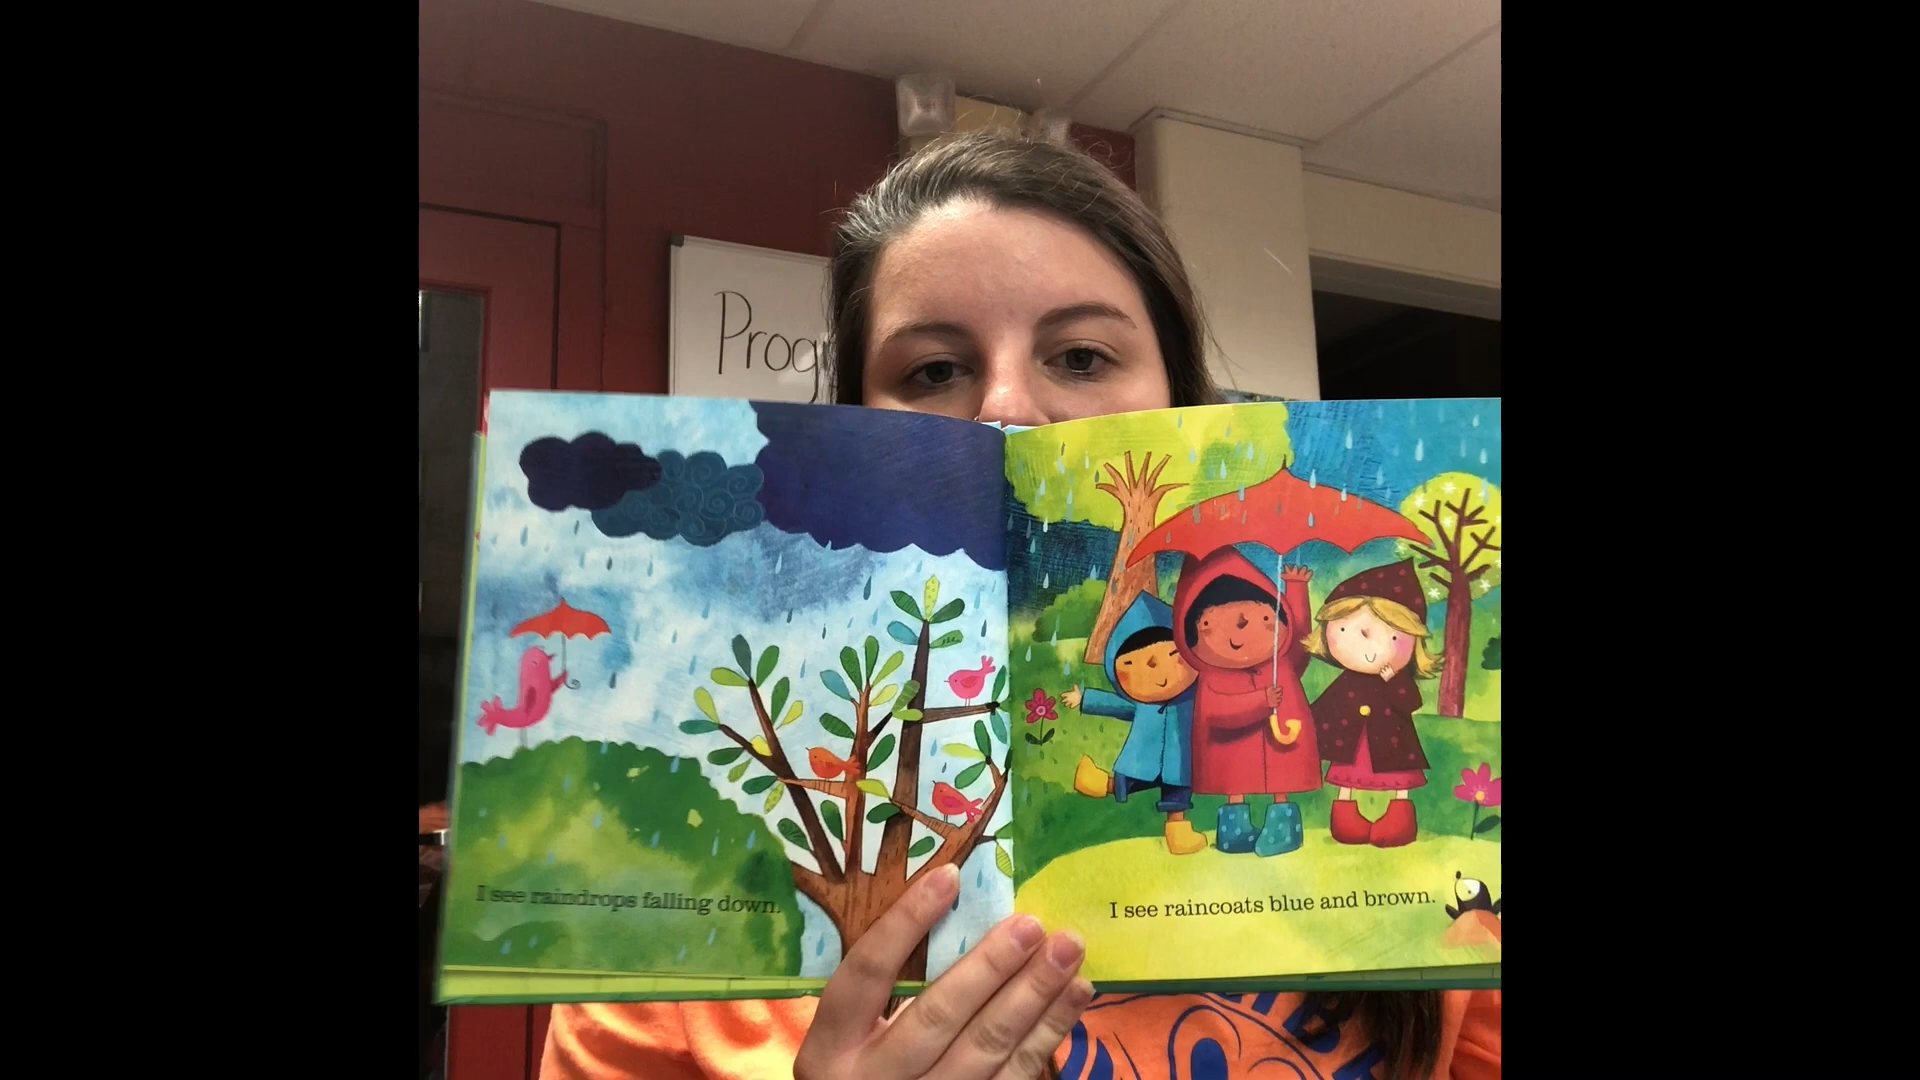 Prog
I see raindrops falling down.
I see raincoats blue and brown.